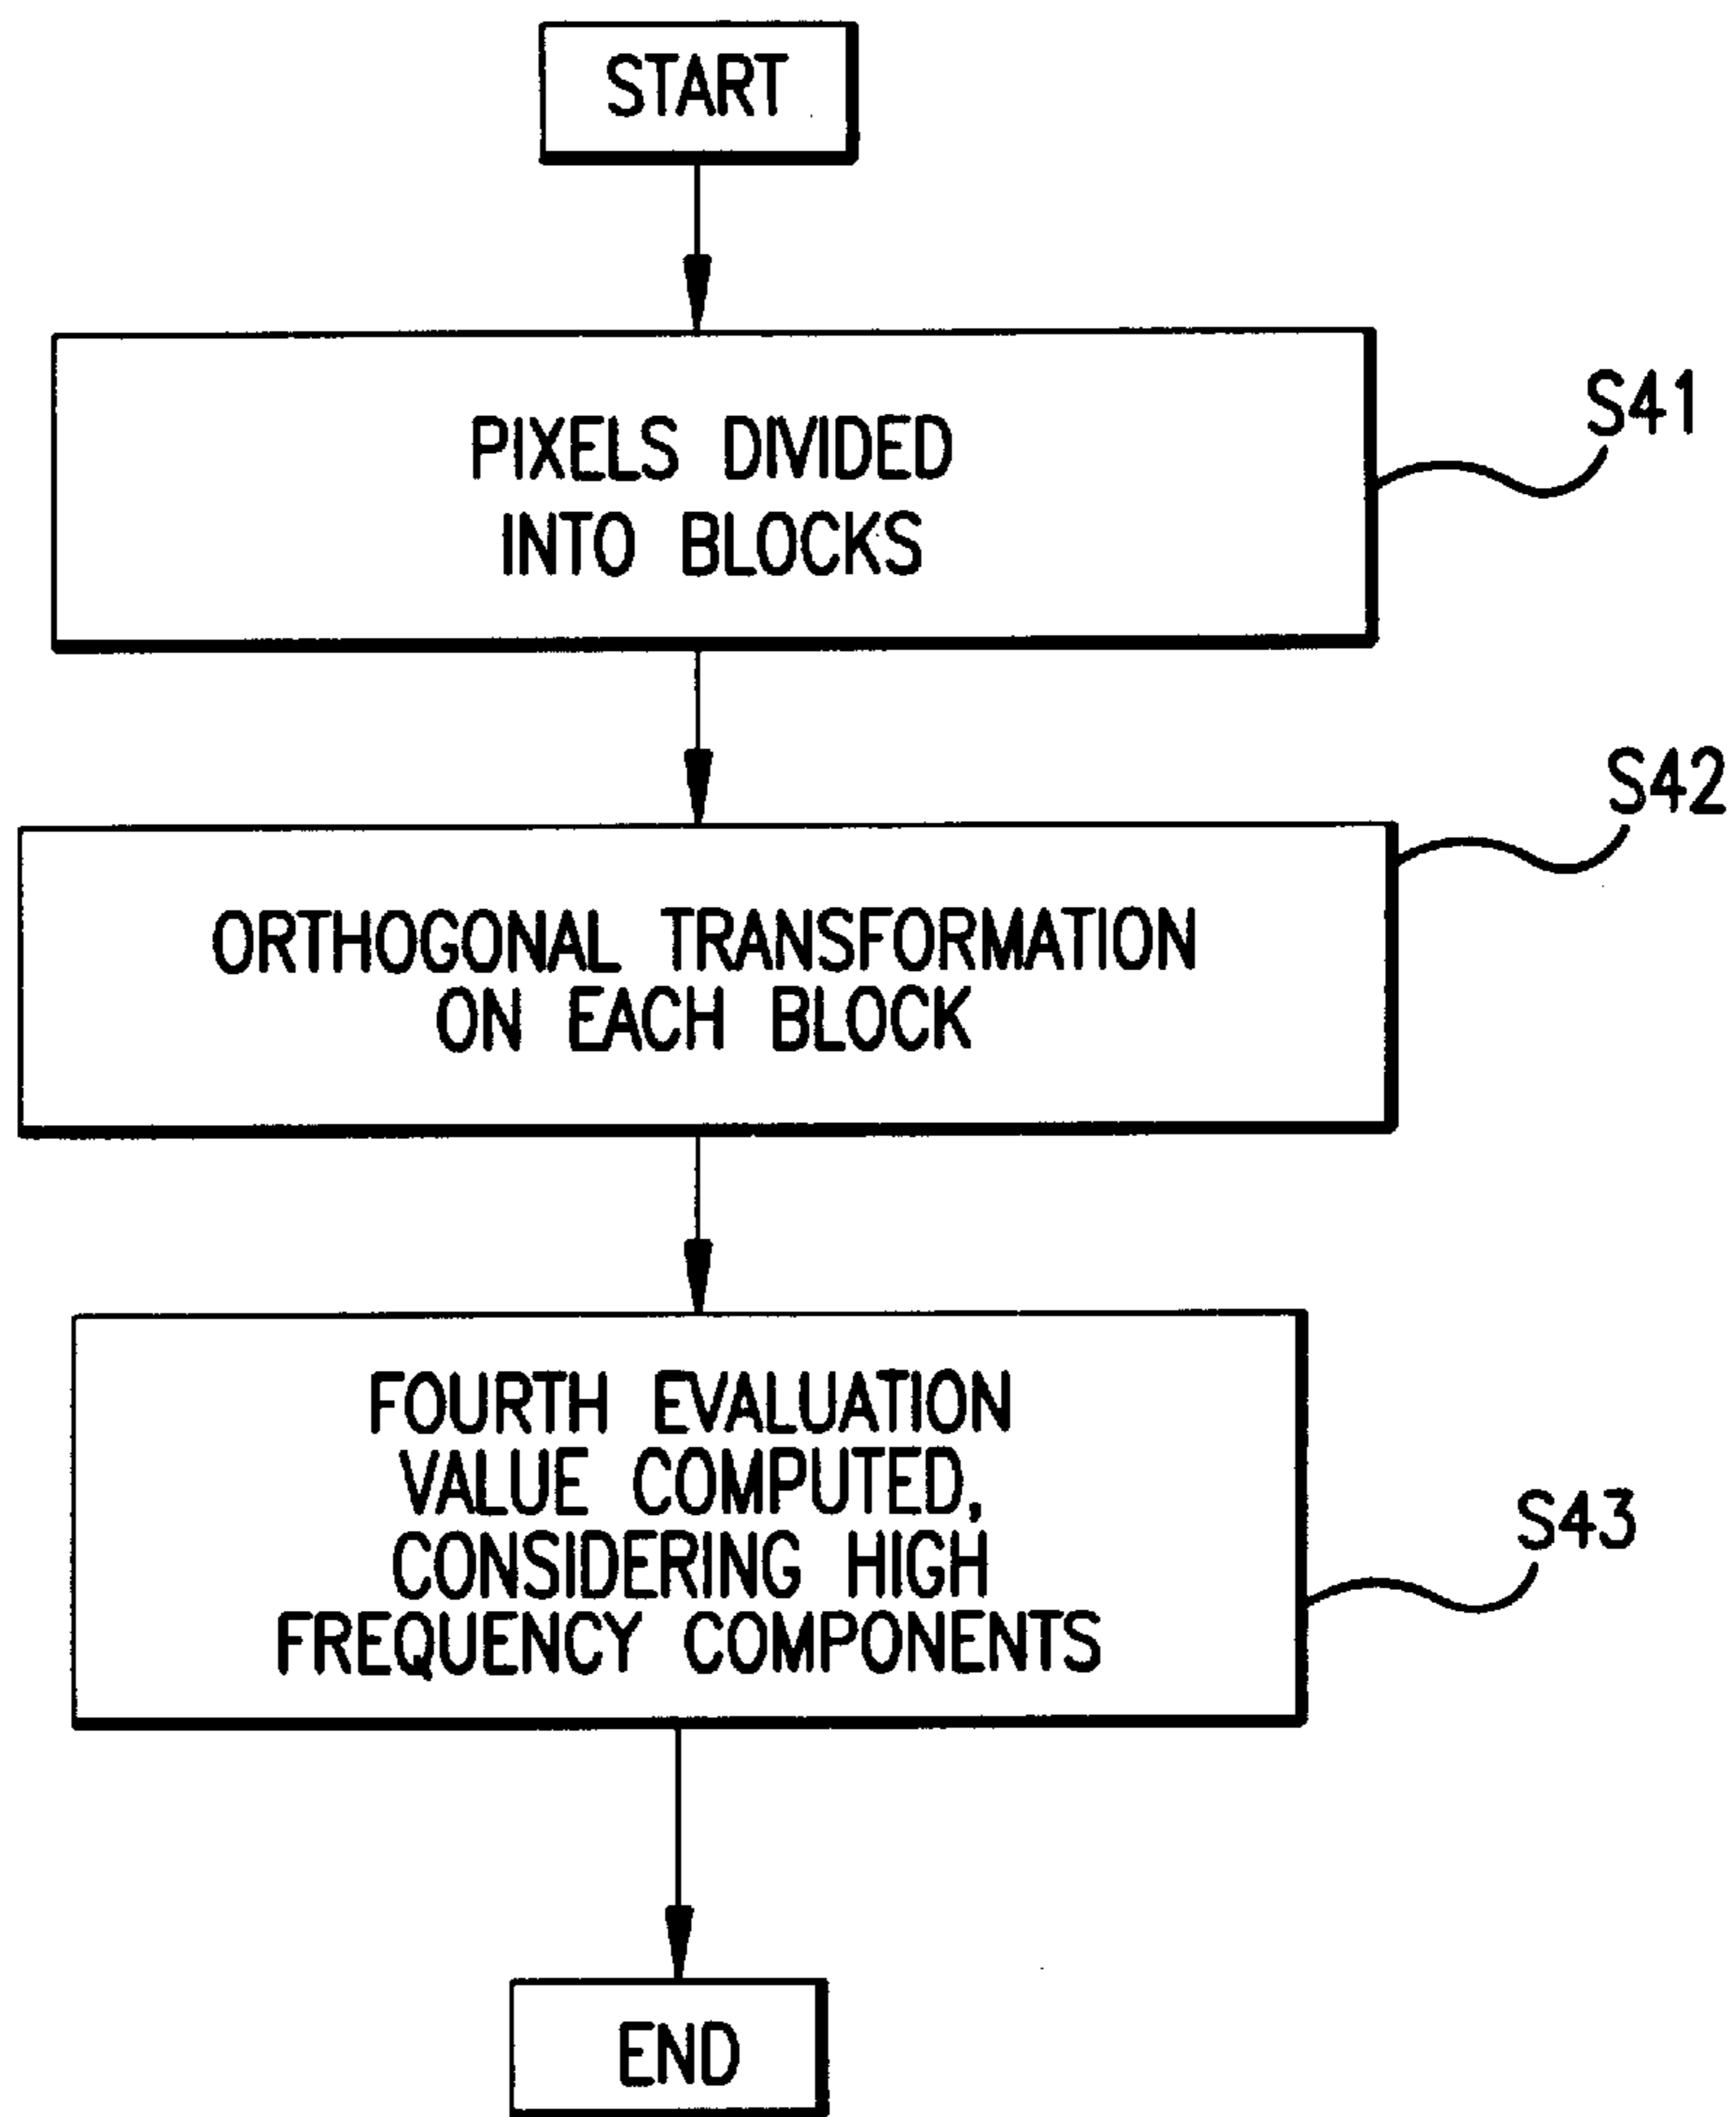 START
PIXELS DIVIDED
INTO BLOCKS
S41
ORTHOGONAL TRANSFORMATION
ON EACH BLOCK
S42
FOURTH EVALUATION
VALUE COMPUTED,
CONSIDERING HIGH
FREQUENCY COMPONENTS
S43
END